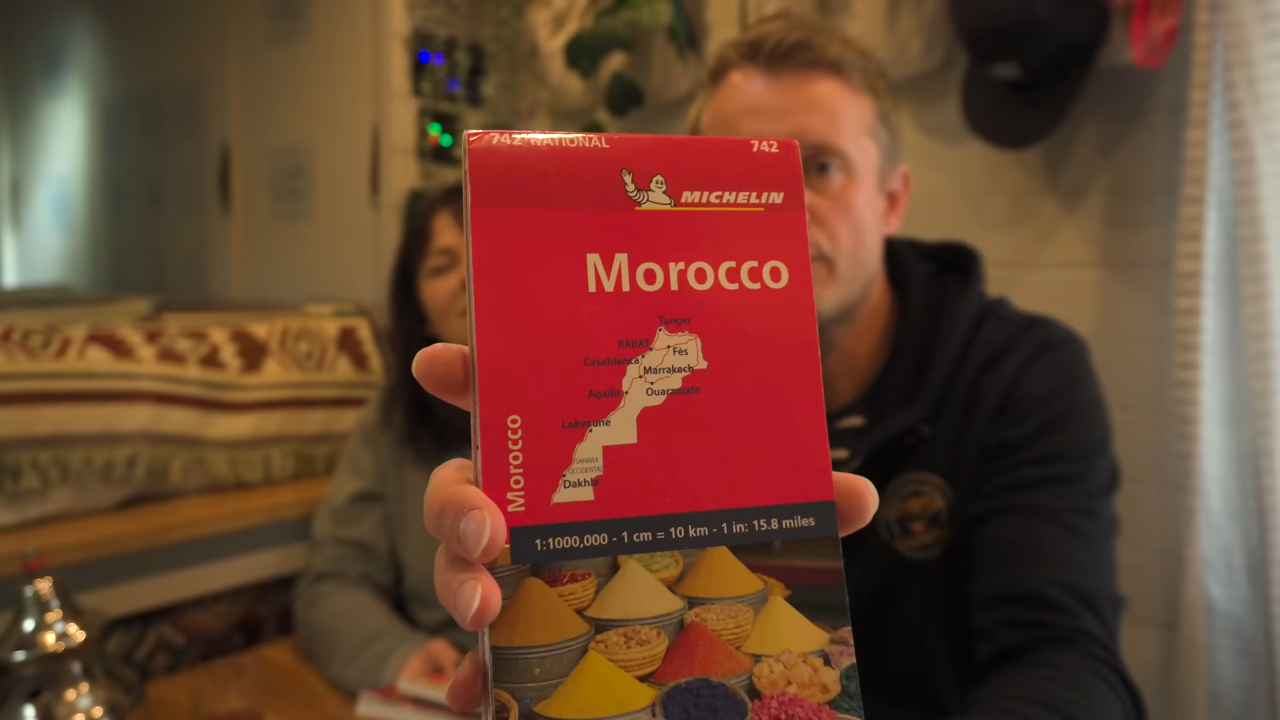 742 NATIONAL
742
MICHELIN
Morocco
Tanger
RABAT
Fès
Casablanca
Marrakech
Agadir
Ouarzazate
Laâyoune
SAHARA
OCCIDENTAL
Dakhla
Morocco
1:1000,000 - 1 cm = 10 km - 1 in: 15.8 miles